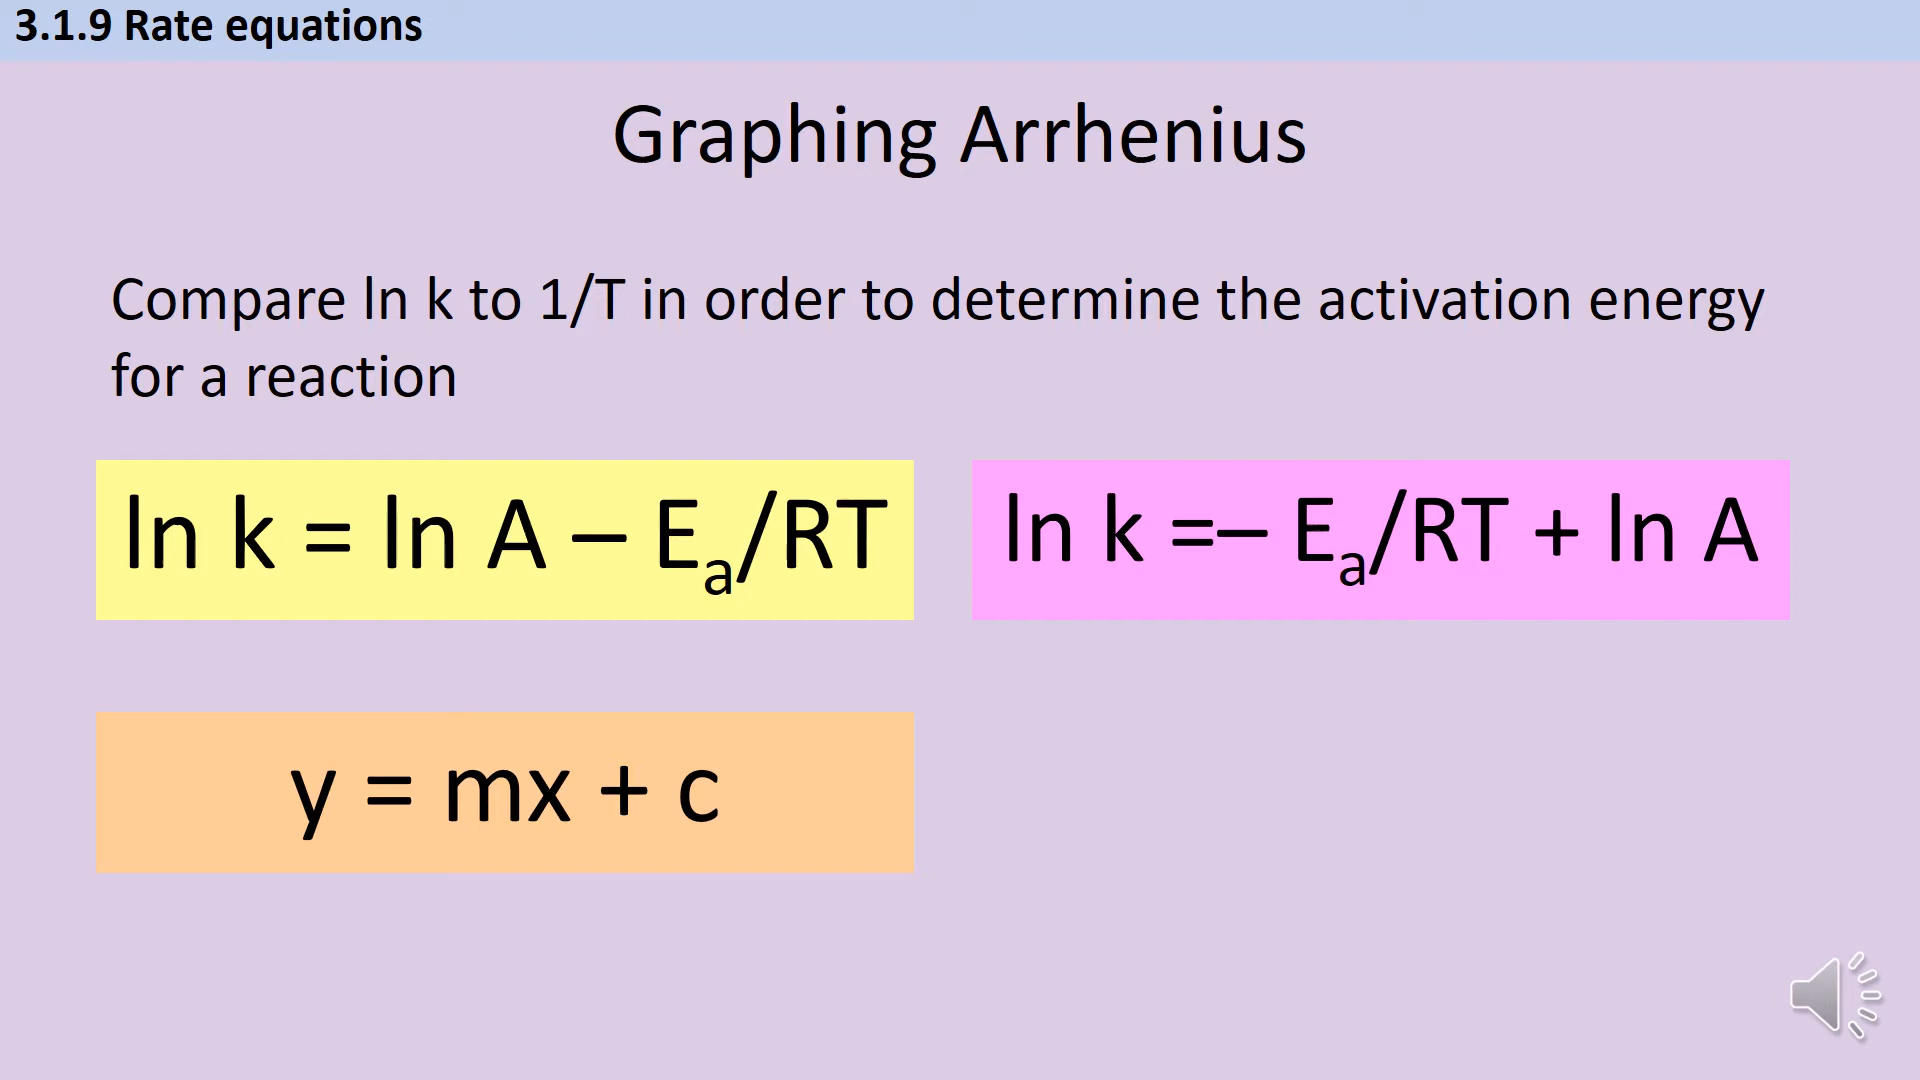 3.1.9 Rate equations
Graphing Arrhenius
Compare ln k to 1/T in order to determine the activation energy
for a reaction
ln k = ln A – Eₐ/RT
ln k =– Eₐ/RT + ln A
y = mx + c